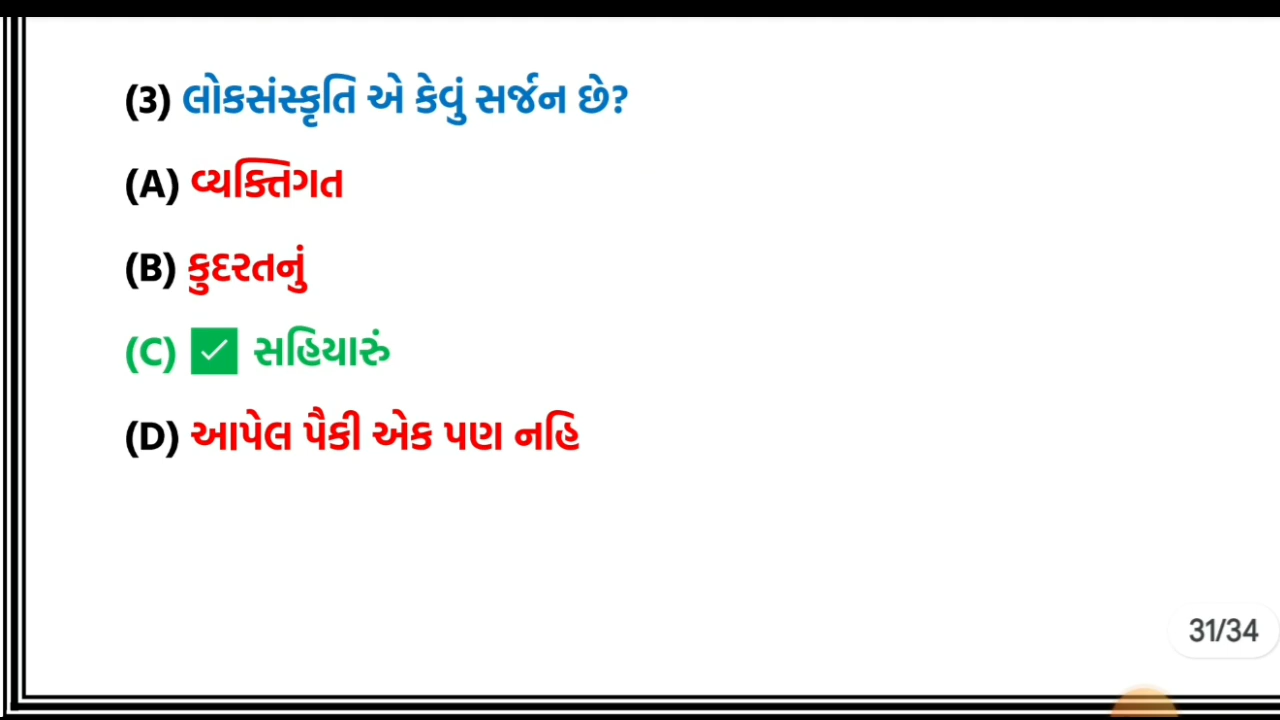 (3) લોકસંસ્કૃતિ એ કેવું સર્જન છે?
(A) વ્યક્તિગત
(B) કુદરતનું
(C) ✓ સહિયારું
(D) આપેલ પૈકી એક પણ નહિ
31/34